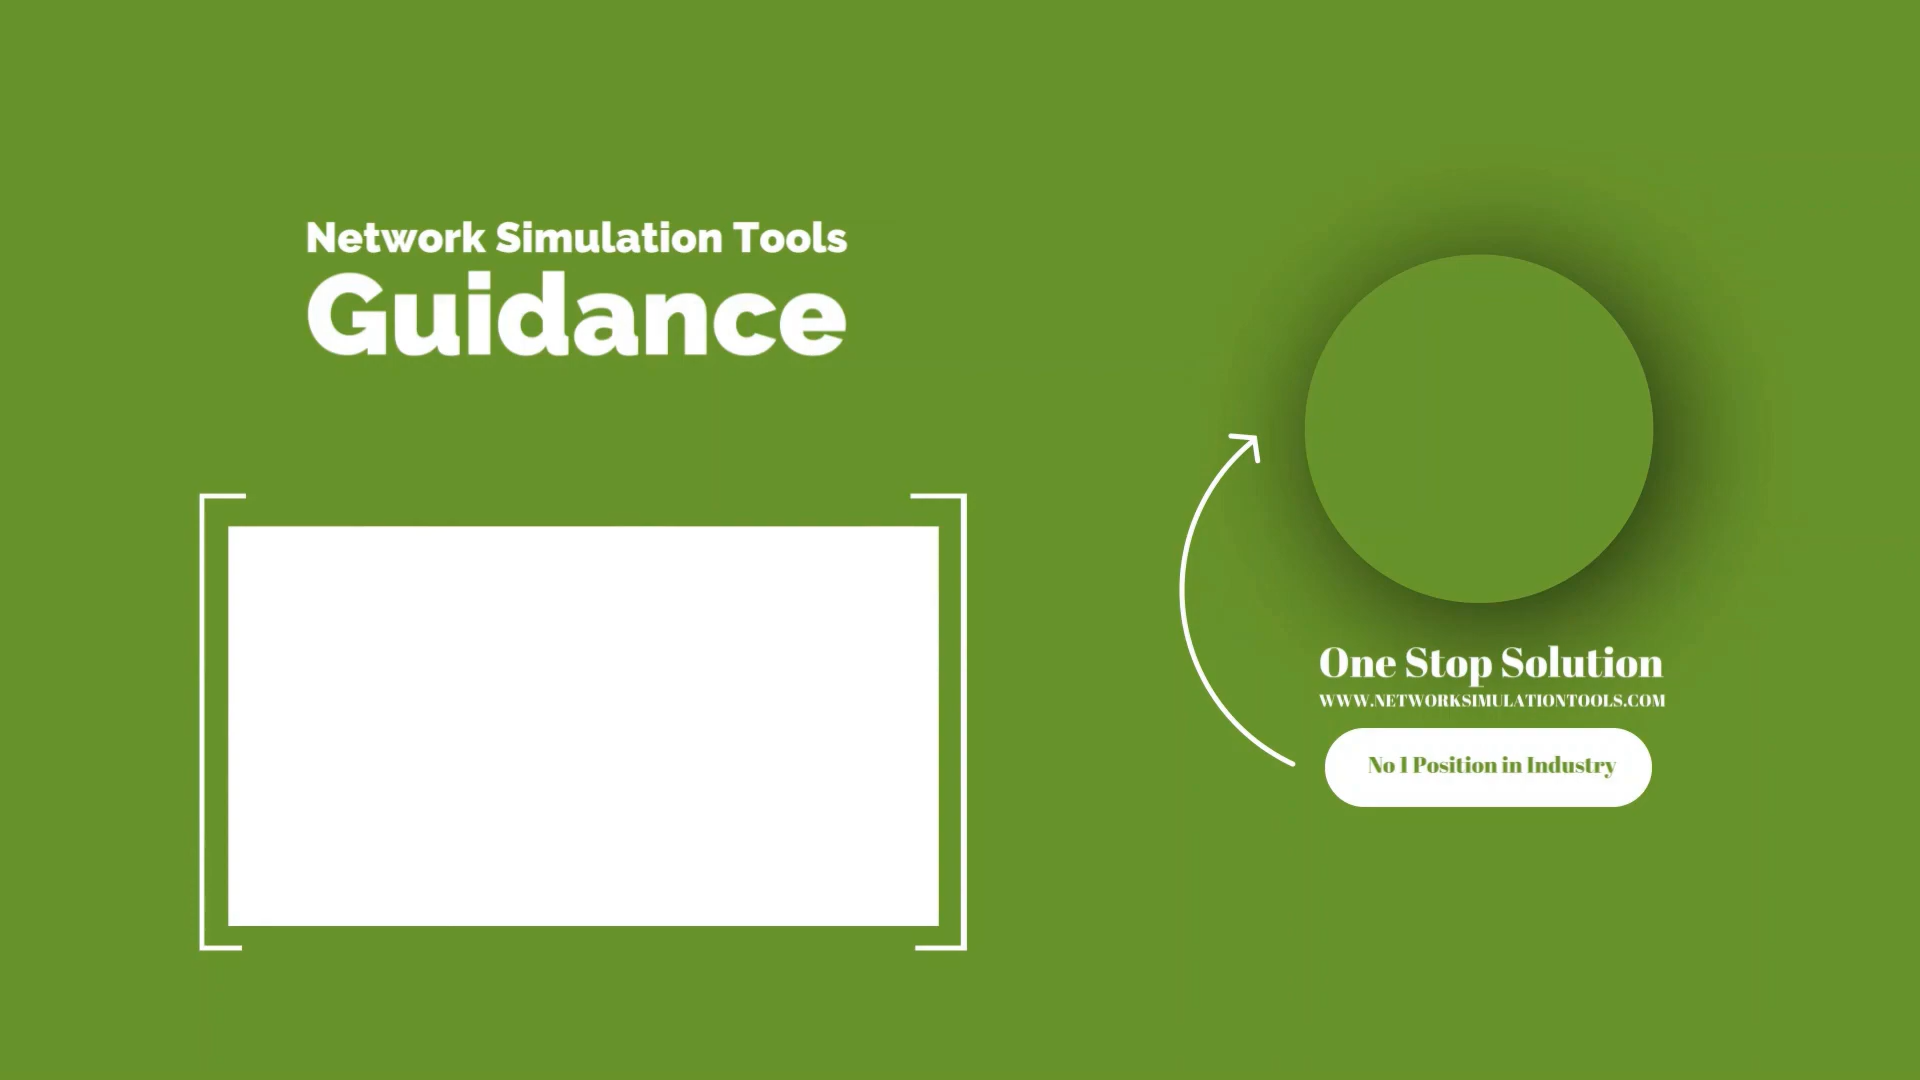 Network Simulation Tools
Guidance
One Stop Solution
WWW.NETWORKSIMULATIONTOOLS.COM
No 1 Position in Industry